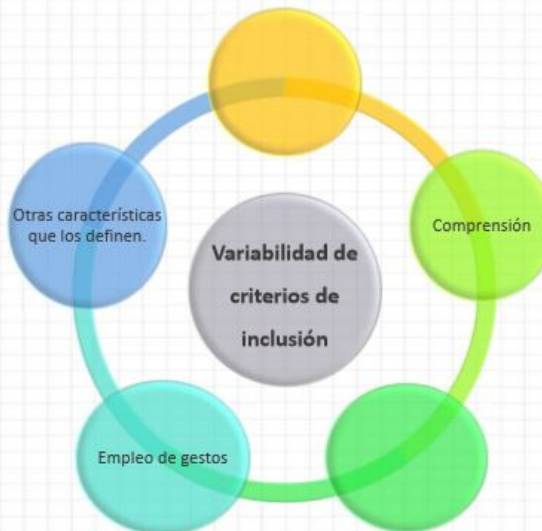 Variabilidad de
criterios de
inclusión
Comprensión
Empleo de gestos
Otras características
que los definen.